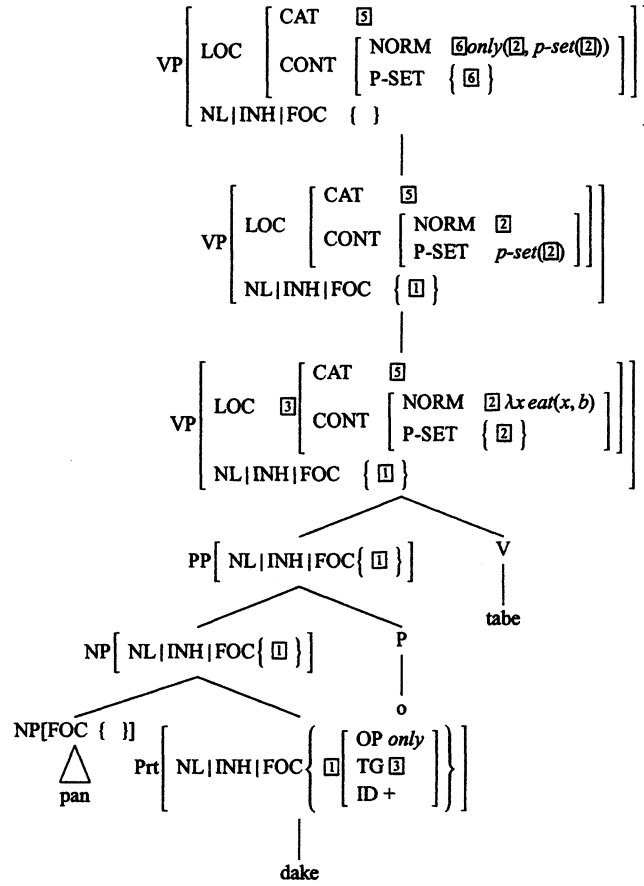 CAT [5]
VP LOC NORM [6]only([2], p-set([2]))
CONT P-SET { [6] }
NL|INH|FOC { }
CAT [5]
VP LOC NORM [2]
CONT P-SET p-set([2])
NL|INH|FOC { [1] }
CAT [5]
VP LOC [3] NORM [2] λx eat(x, b)
CONT P-SET { [2] }
NL|INH|FOC { [1] }
PP[ NL|INH|FOC{ [1] } ] V
tabe
NP[ NL|INH|FOC{ [1] } ] P
o
NP[FOC { }] OP only
Prt[ NL|INH|FOC { [1] TG [3] } ]
pan ID +
dake